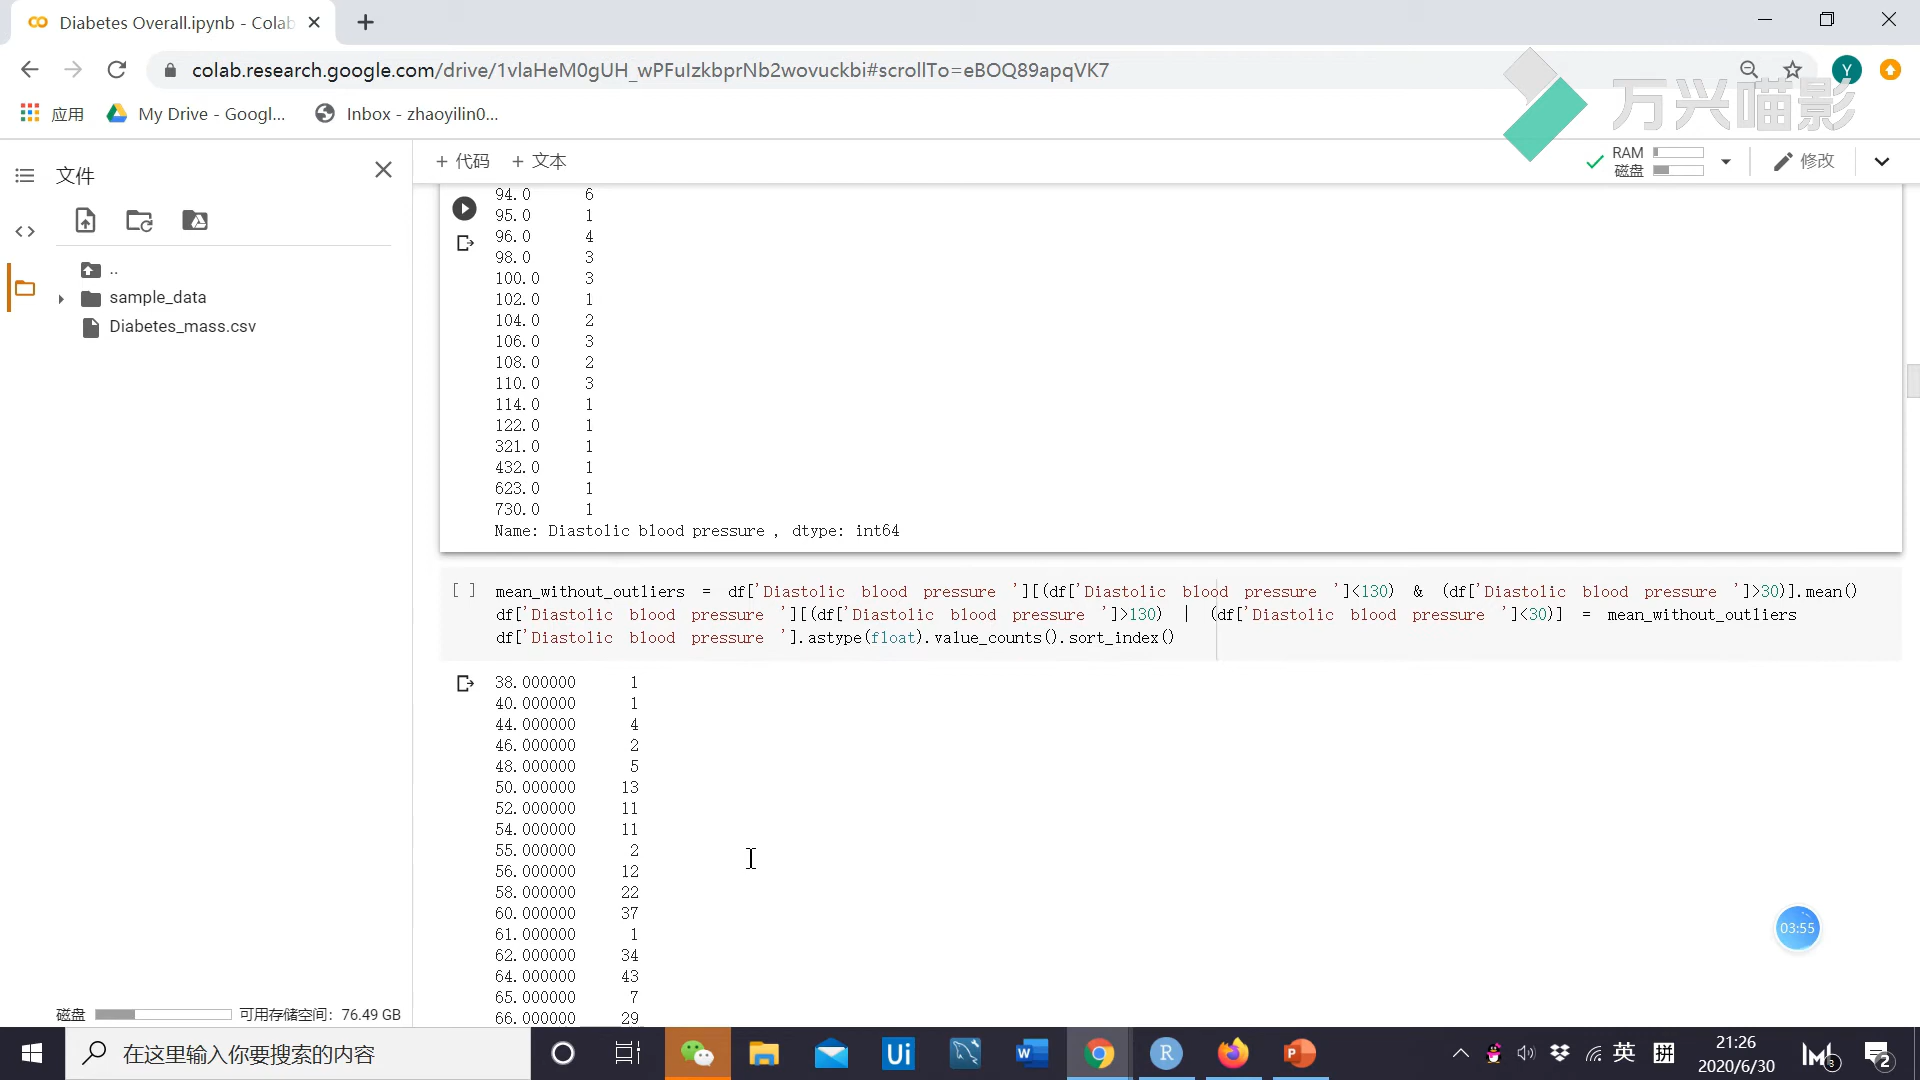 Diabetes Overall.ipynb - Colab
colab.research.google.com/drive/1vlaHeM0gUH_wPFuIzkbprNb2wovuckbi#scrollTo=eBOQ89apqVK7
Y
应用
My Drive - Googl...
Inbox - zhaoyilin0...
万兴喵影
文件
+ 代码 + 文本
RAM
磁盘
修改
..
sample_data
Diabetes_mass.csv
94.0 6
95.0 1
96.0 4
98.0 3
100.0 3
102.0 1
104.0 2
106.0 3
108.0 2
110.0 3
114.0 1
122.0 1
321.0 1
432.0 1
623.0 1
730.0 1
Name: Diastolic blood pressure , dtype: int64
[ ] mean_without_outliers = df['Diastolic blood pressure '][(df['Diastolic blood pressure ']<130) & (df['Diastolic blood pressure ']>30)].mean()
df['Diastolic blood pressure '][(df['Diastolic blood pressure ']>130) | (df['Diastolic blood pressure ']<30)] = mean_without_outliers
df['Diastolic blood pressure '].astype(float).value_counts().sort_index()
38.000000 1
40.000000 1
44.000000 4
46.000000 2
48.000000 5
50.000000 13
52.000000 11
54.000000 11
55.000000 2
56.000000 12
58.000000 22
60.000000 37
61.000000 1
62.000000 34
64.000000 43
65.000000 7
66.000000 29
03:55
磁盘 可用存储空间: 76.49 GB
在这里输入你要搜索的内容
Ui
W
R
P
英
拼
21:26
2020/6/30
3
2